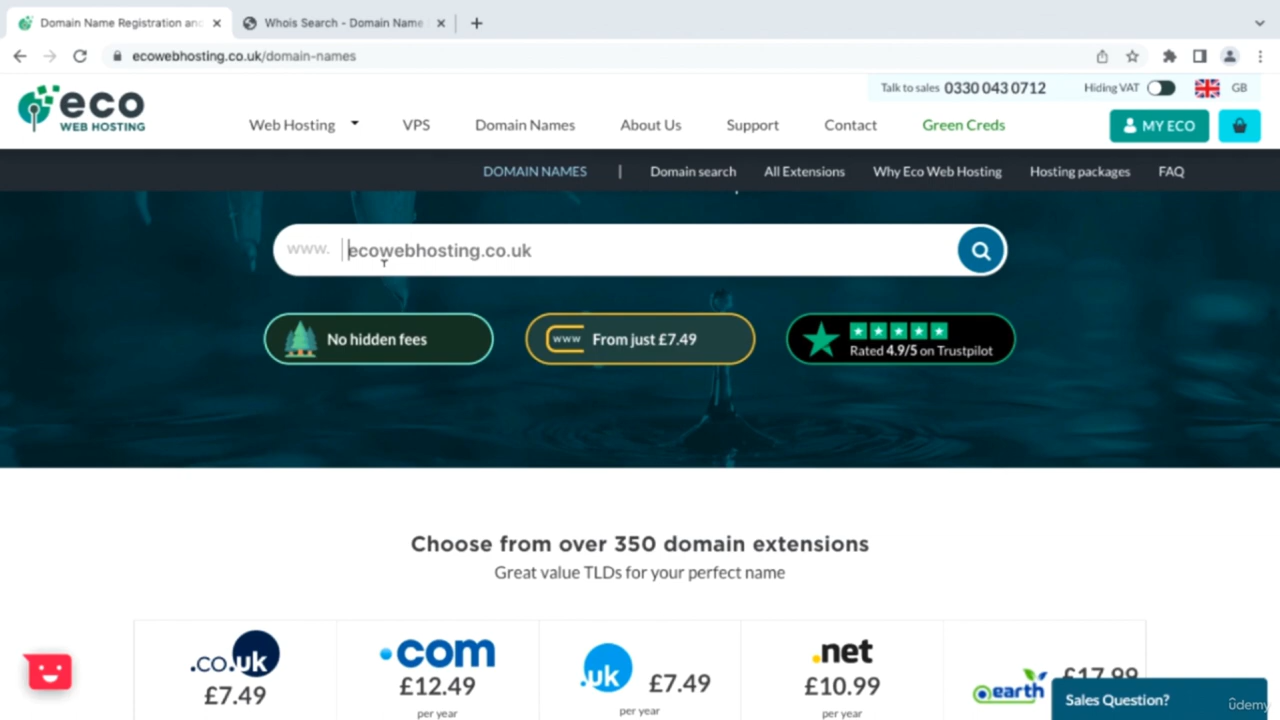 Domain Name Registration and
Whois Search - Domain Name
ecowebhosting.co.uk/domain-names
Talk to sales 0330 043 0712
Hiding VAT
GB
eco
WEB HOSTING
Web Hosting
VPS
Domain Names
About Us
Support
Contact
Green Creds
MY ECO
DOMAIN NAMES | Domain search
All Extensions
Why Eco Web Hosting
Hosting packages
FAQ
www. ecowebhosting.co.uk
No hidden fees
www From just £7.49
Rated 4.9/5 on Trustpilot
Choose from over 350 domain extensions
Great value TLDs for your perfect name
.co.uk
£7.49
.com
£12.49
per year
.uk £7.49
per year
.net
£10.99
per year
earth £17.99
Sales Question?
ûdemy